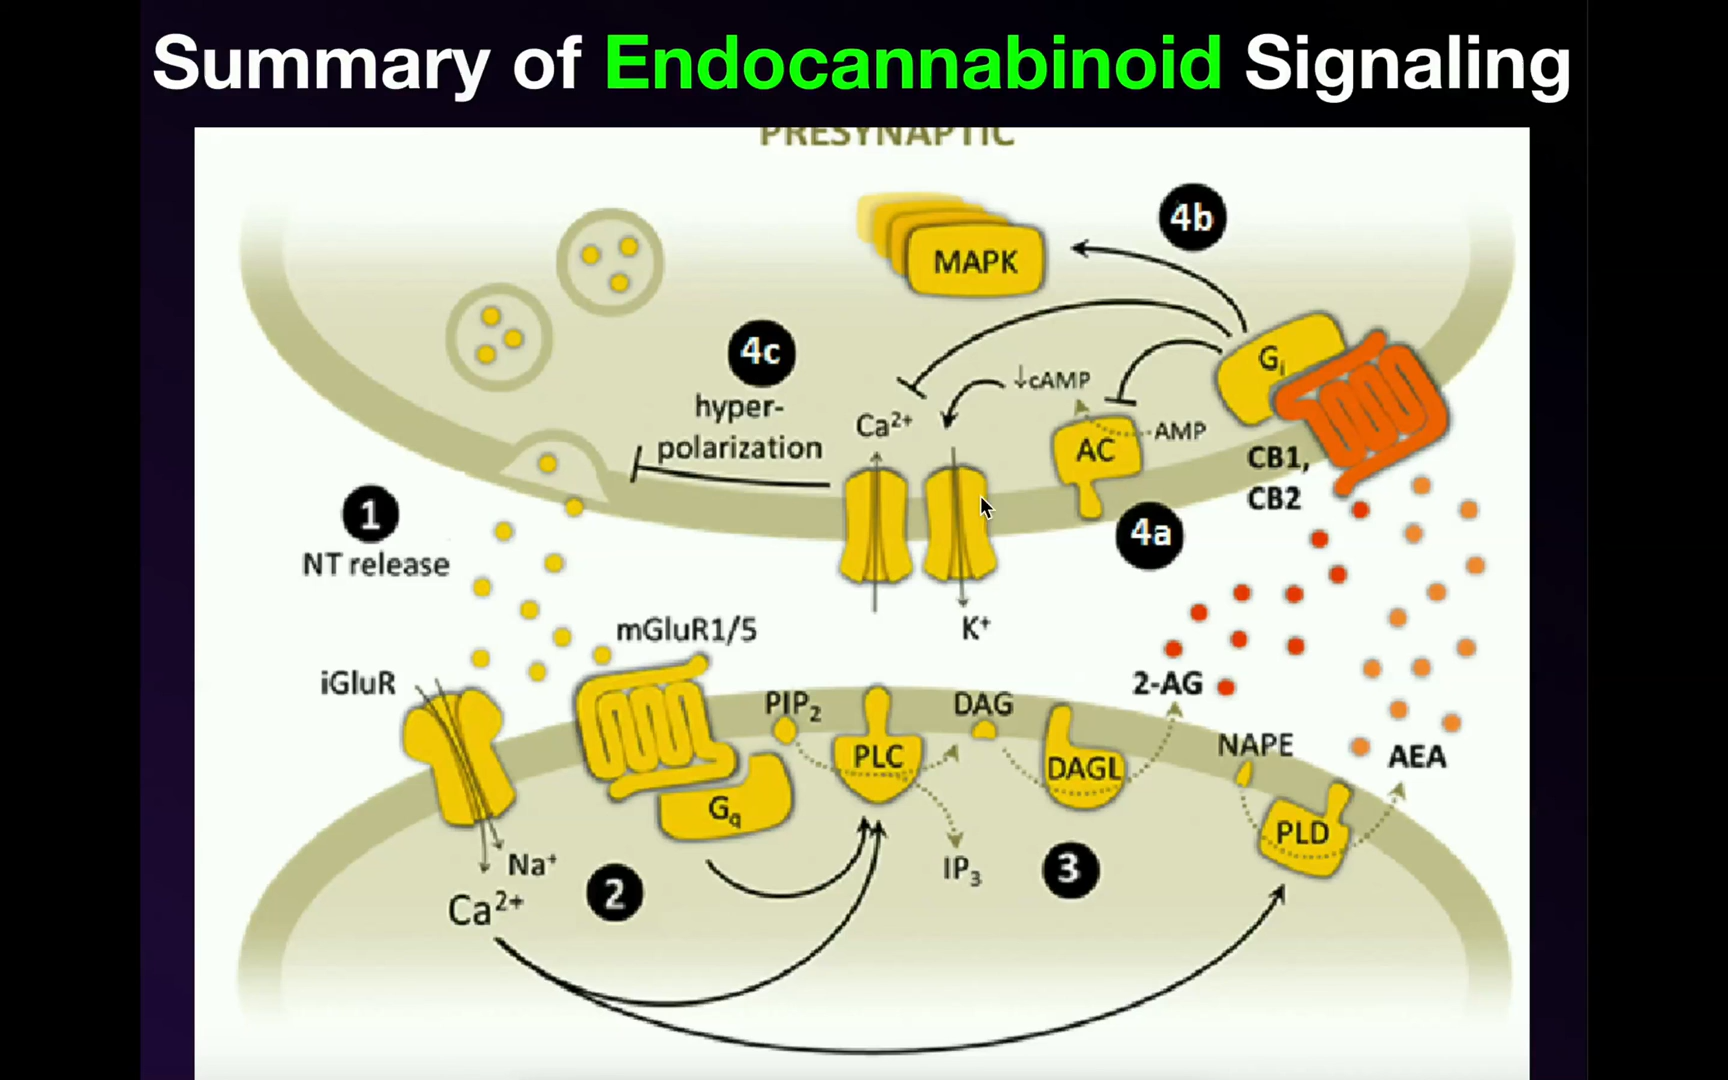 Summary of Endocannabinoid Signaling
PRESYNAPTIC
4b
MAPK
4c
hyper-
polarization
Gi
↓cAMP
Ca²⁺
AMP
AC
CB1,
CB2
1
NT release
4a
K⁺
mGluR1/5
iGluR
PIP₂
DAG
2-AG
PLC
DAGL
NAPE
AEA
Gq
PLD
Na⁺
Ca²⁺
2
IP₃
3